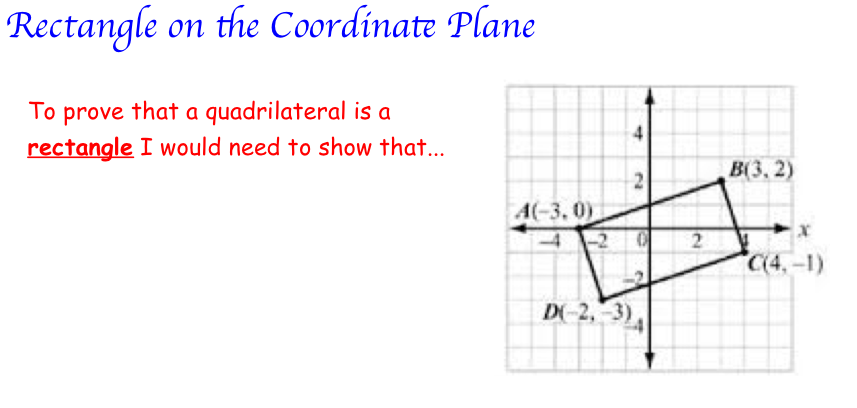 Rectangle on the Coordinate Plane
To prove that a quadrilateral is a
rectangle I would need to show that...
4
B(3, 2)
2
A(–3, 0)
x
–4 –2 0 2 4
C(4, –1)
–2
D(–2, –3)
–4